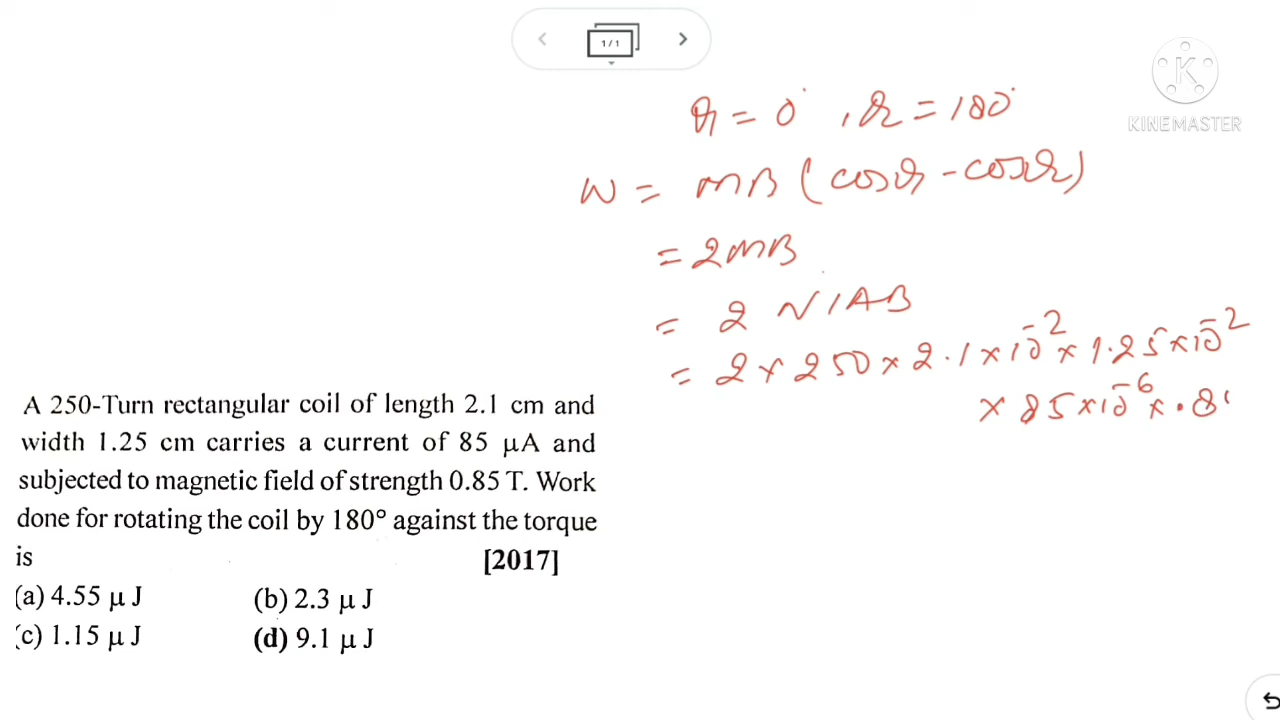 1/1
KINEMASTER
θ₁ = 0° , θ₂ = 180°
W = MB ( cosθ₁ - cosθ₂ )
= 2MB
= 2 NIAB
= 2 × 250 × 2.1 × 10⁻² × 1.25 × 10⁻²
× 85 × 10⁻⁶ × .8
A 250-Turn rectangular coil of length 2.1 cm and
width 1.25 cm carries a current of 85 μA and
subjected to magnetic field of strength 0.85 T. Work
done for rotating the coil by 180° against the torque
is [2017]
(a) 4.55 μ J (b) 2.3 μ J
(c) 1.15 μ J (d) 9.1 μ J